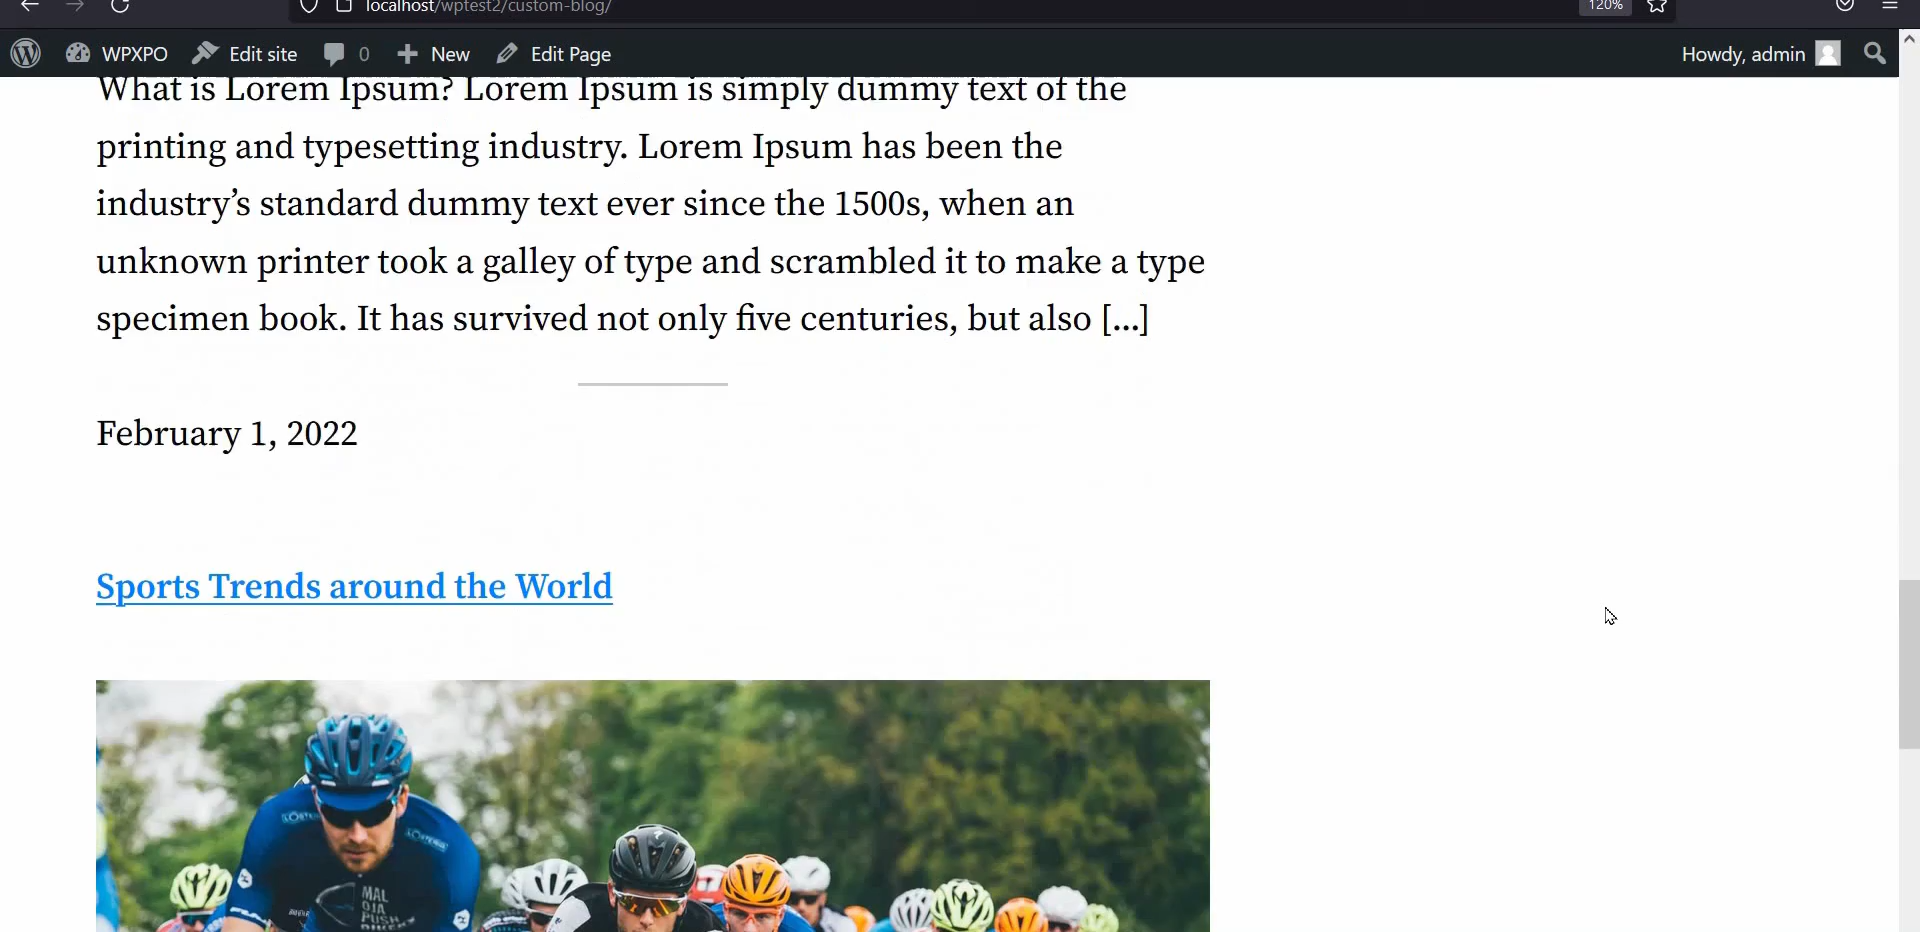 localhost/wptest2/custom-blog/
120%
WPXPO Edit site 0 New Edit Page Howdy, admin
What is Lorem Ipsum? Lorem Ipsum is simply dummy text of the
printing and typesetting industry. Lorem Ipsum has been the
industry’s standard dummy text ever since the 1500s, when an
unknown printer took a galley of type and scrambled it to make a type
specimen book. It has survived not only five centuries, but also […]
February 1, 2022
Sports Trends around the World
MAL
OJA
PUSH